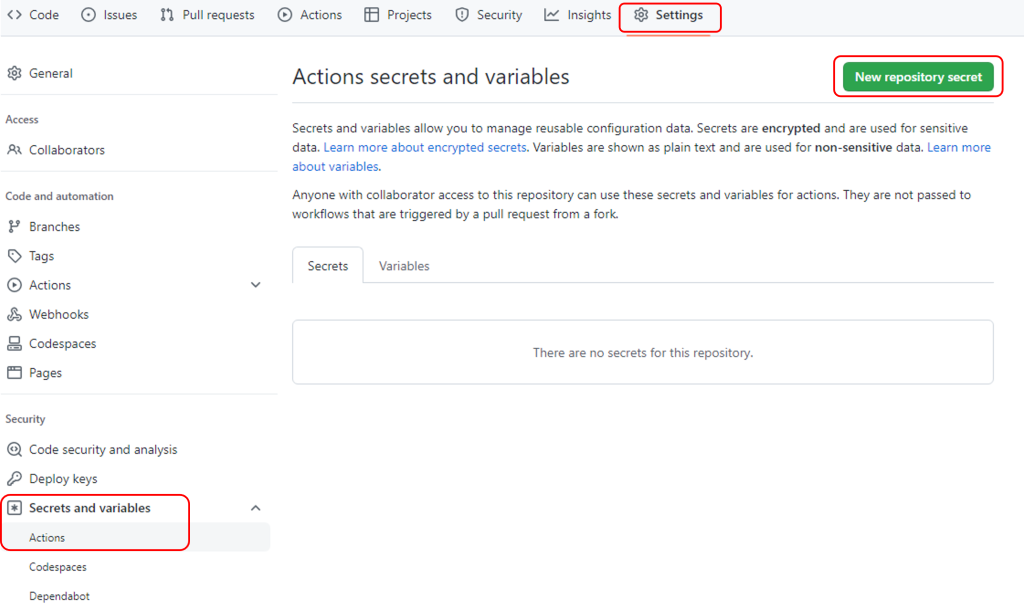 Code Issues Pull requests Actions Projects Security Insights Settings
General
Access
Collaborators
Code and automation
Branches
Tags
Actions
Webhooks
Codespaces
Pages
Security
Code security and analysis
Deploy keys
Secrets and variables
Actions
Codespaces
Dependabot
Actions secrets and variables
New repository secret
Secrets and variables allow you to manage reusable configuration data. Secrets are encrypted and are used for sensitive
data. Learn more about encrypted secrets. Variables are shown as plain text and are used for non-sensitive data. Learn more
about variables.
Anyone with collaborator access to this repository can use these secrets and variables for actions. They are not passed to
workflows that are triggered by a pull request from a fork.
Secrets Variables
There are no secrets for this repository.